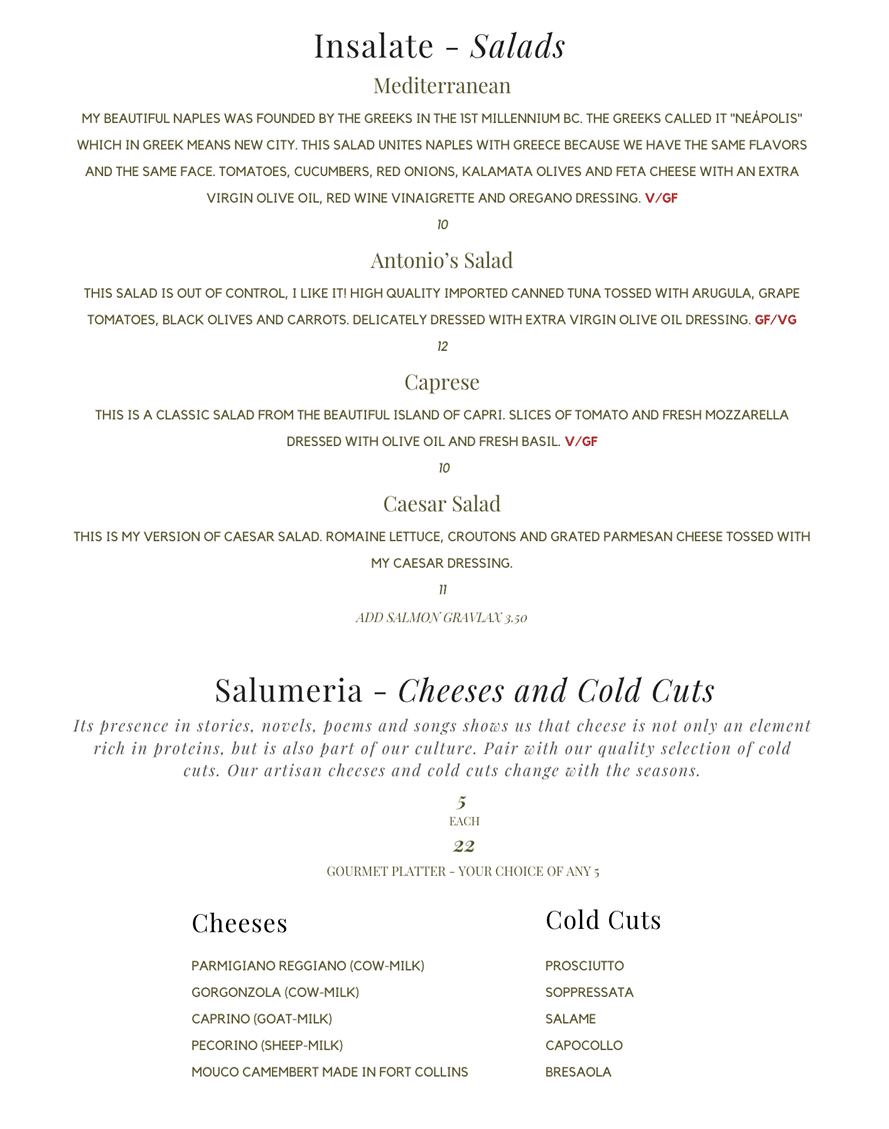 Insalate - Salads
Mediterranean
MY BEAUTIFUL NAPLES WAS FOUNDED BY THE GREEKS IN THE 1ST MILLENNIUM BC. THE GREEKS CALLED IT "NEÁPOLIS"
WHICH IN GREEK MEANS NEW CITY. THIS SALAD UNITES NAPLES WITH GREECE BECAUSE WE HAVE THE SAME FLAVORS
AND THE SAME FACE. TOMATOES, CUCUMBERS, RED ONIONS, KALAMATA OLIVES AND FETA CHEESE WITH AN EXTRA
VIRGIN OLIVE OIL, RED WINE VINAIGRETTE AND OREGANO DRESSING. V/GF
10
Antonio's Salad
THIS SALAD IS OUT OF CONTROL, I LIKE IT! HIGH QUALITY IMPORTED CANNED TUNA TOSSED WITH ARUGULA, GRAPE
TOMATOES, BLACK OLIVES AND CARROTS. DELICATELY DRESSED WITH EXTRA VIRGIN OLIVE OIL DRESSING. GF/VG
12
Caprese
THIS IS A CLASSIC SALAD FROM THE BEAUTIFUL ISLAND OF CAPRI. SLICES OF TOMATO AND FRESH MOZZARELLA
DRESSED WITH OLIVE OIL AND FRESH BASIL. V/GF
10
Caesar Salad
THIS IS MY VERSION OF CAESAR SALAD. ROMAINE LETTUCE, CROUTONS AND GRATED PARMESAN CHEESE TOSSED WITH
MY CAESAR DRESSING.
11
ADD SALMON GRAVLAX 3.50
Salumeria - Cheeses and Cold Cuts
Its presence in stories, novels, poems and songs shows us that cheese is not only an element
rich in proteins, but is also part of our culture. Pair with our quality selection of cold
cuts. Our artisan cheeses and cold cuts change with the seasons.
5
EACH
22
GOURMET PLATTER - YOUR CHOICE OF ANY 5
Cheeses
PARMIGIANO REGGIANO (COW-MILK)
GORGONZOLA (COW-MILK)
CAPRINO (GOAT-MILK)
PECORINO (SHEEP-MILK)
MOUCO CAMEMBERT MADE IN FORT COLLINS
Cold Cuts
PROSCIUTTO
SOPPRESSATA
SALAME
CAPOCOLLO
BRESAOLA